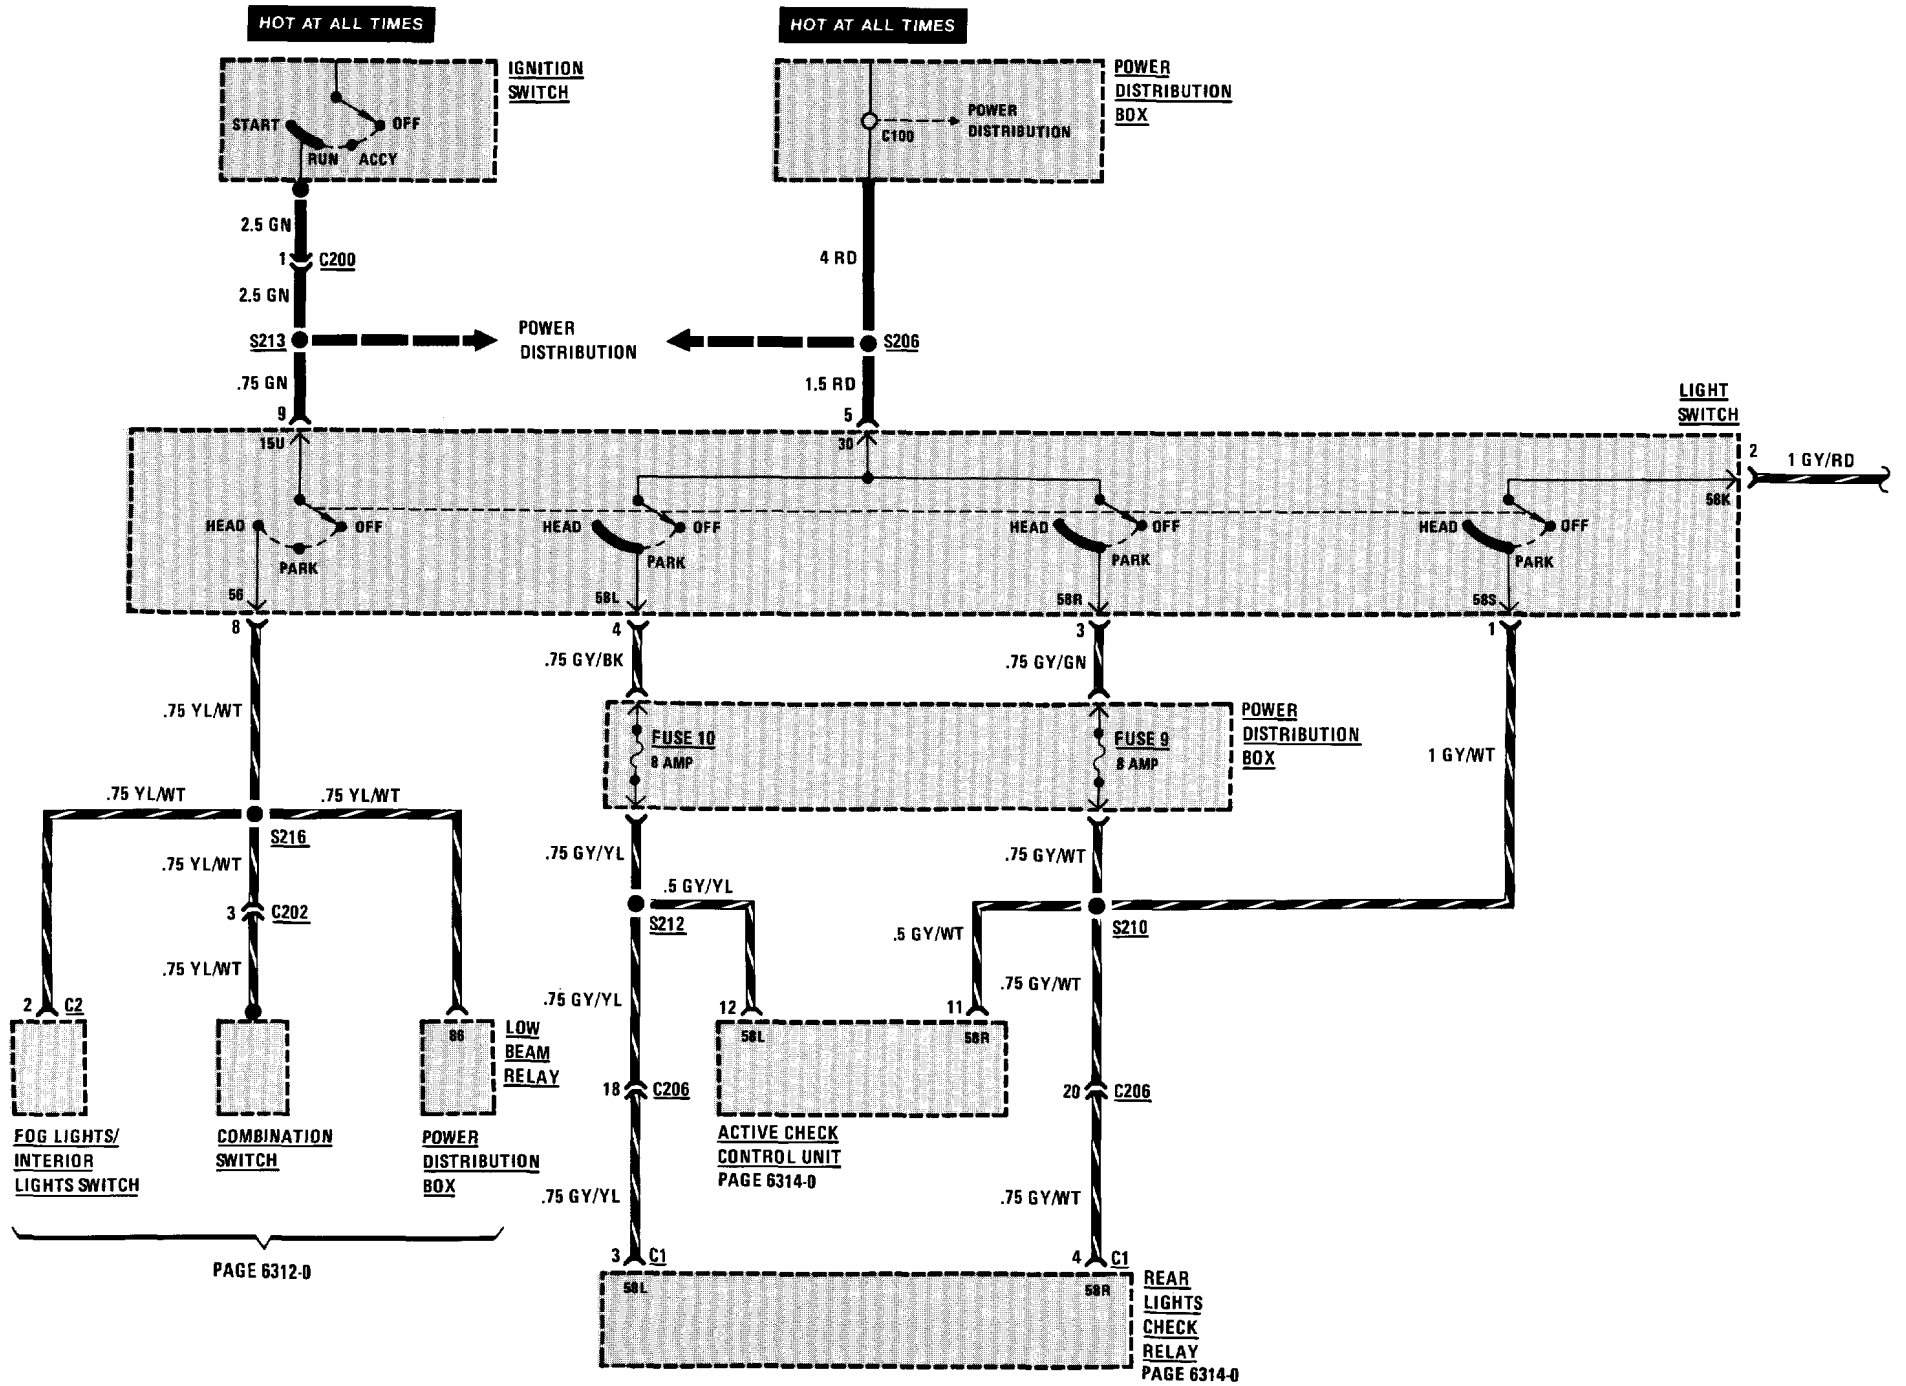 HOT AT ALL TIMES
HOT AT ALL TIMES
IGNITION
SWITCH
START
OFF
RUN
ACCY
POWER
DISTRIBUTION
BOX
POWER
DISTRIBUTION
C100
2.5 GN
1
C200
2.5 GN
4 RD
S213
POWER
DISTRIBUTION
S206
.75 GN
1.5 RD
9
5
LIGHT
SWITCH
15U
30
2
1 GY/RD
58K
HEAD
OFF
PARK
HEAD
OFF
PARK
HEAD
OFF
PARK
HEAD
OFF
PARK
56
58L
58R
58S
8
4
3
1
.75 GY/BK
.75 GY/GN
.75 YL/WT
FUSE 10
8 AMP
FUSE 9
8 AMP
POWER
DISTRIBUTION
BOX
1 GY/WT
.75 YL/WT
.75 YL/WT
S216
.75 YL/WT
.75 GY/YL
.75 GY/WT
3
C202
.5 GY/YL
S212
.5 GY/WT
S210
.75 YL/WT
.75 GY/YL
.75 GY/WT
2
C2
12
11
86
LOW
BEAM
RELAY
58L
58R
18
C206
20
C206
FOG LIGHTS/
INTERIOR
LIGHTS SWITCH
COMBINATION
SWITCH
POWER
DISTRIBUTION
BOX
ACTIVE CHECK
CONTROL UNIT
PAGE 6314-0
.75 GY/YL
.75 GY/WT
PAGE 6312-0
3
C1
4
C1
58L
58R
REAR
LIGHTS
CHECK
RELAY
PAGE 6314-0